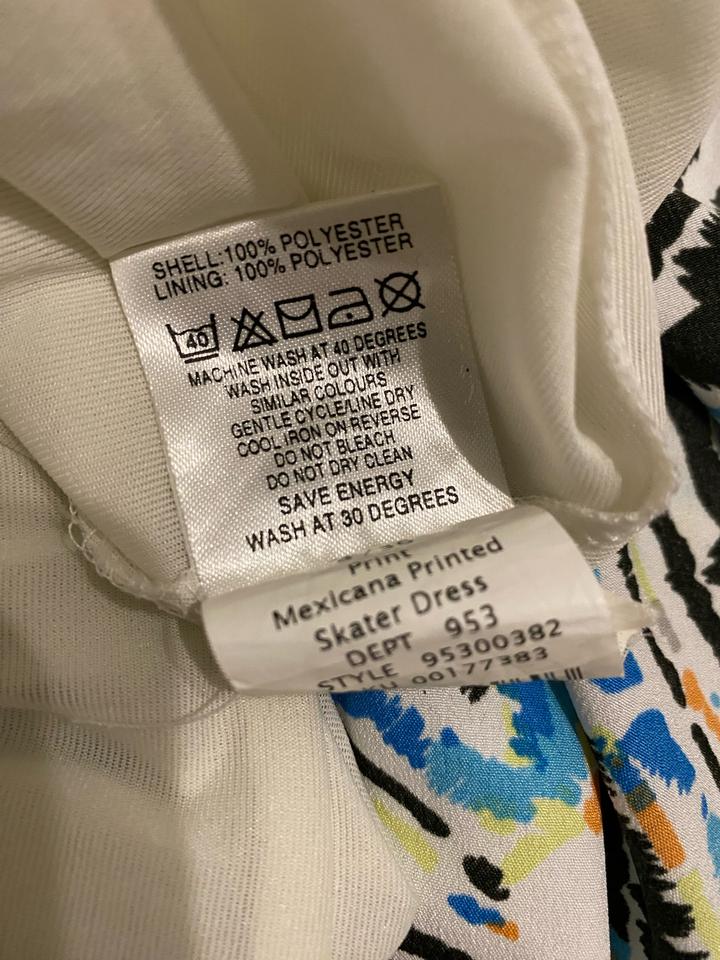 SHELL:100% POLYESTER
LINING: 100% POLYESTER
40
MACHINE WASH AT 40 DEGREES
WASH INSIDE OUT WITH
SIMILAR COLOURS
GENTLE CYCLE/LINE DRY
COOL IRON ON REVERSE
DO NOT BLEACH
DO NOT DRY CLEAN
SAVE ENERGY
WASH AT 30 DEGREES
Print
Mexicana Printed
Skater Dress
DEPT 953
STYLE 95300382
00177383